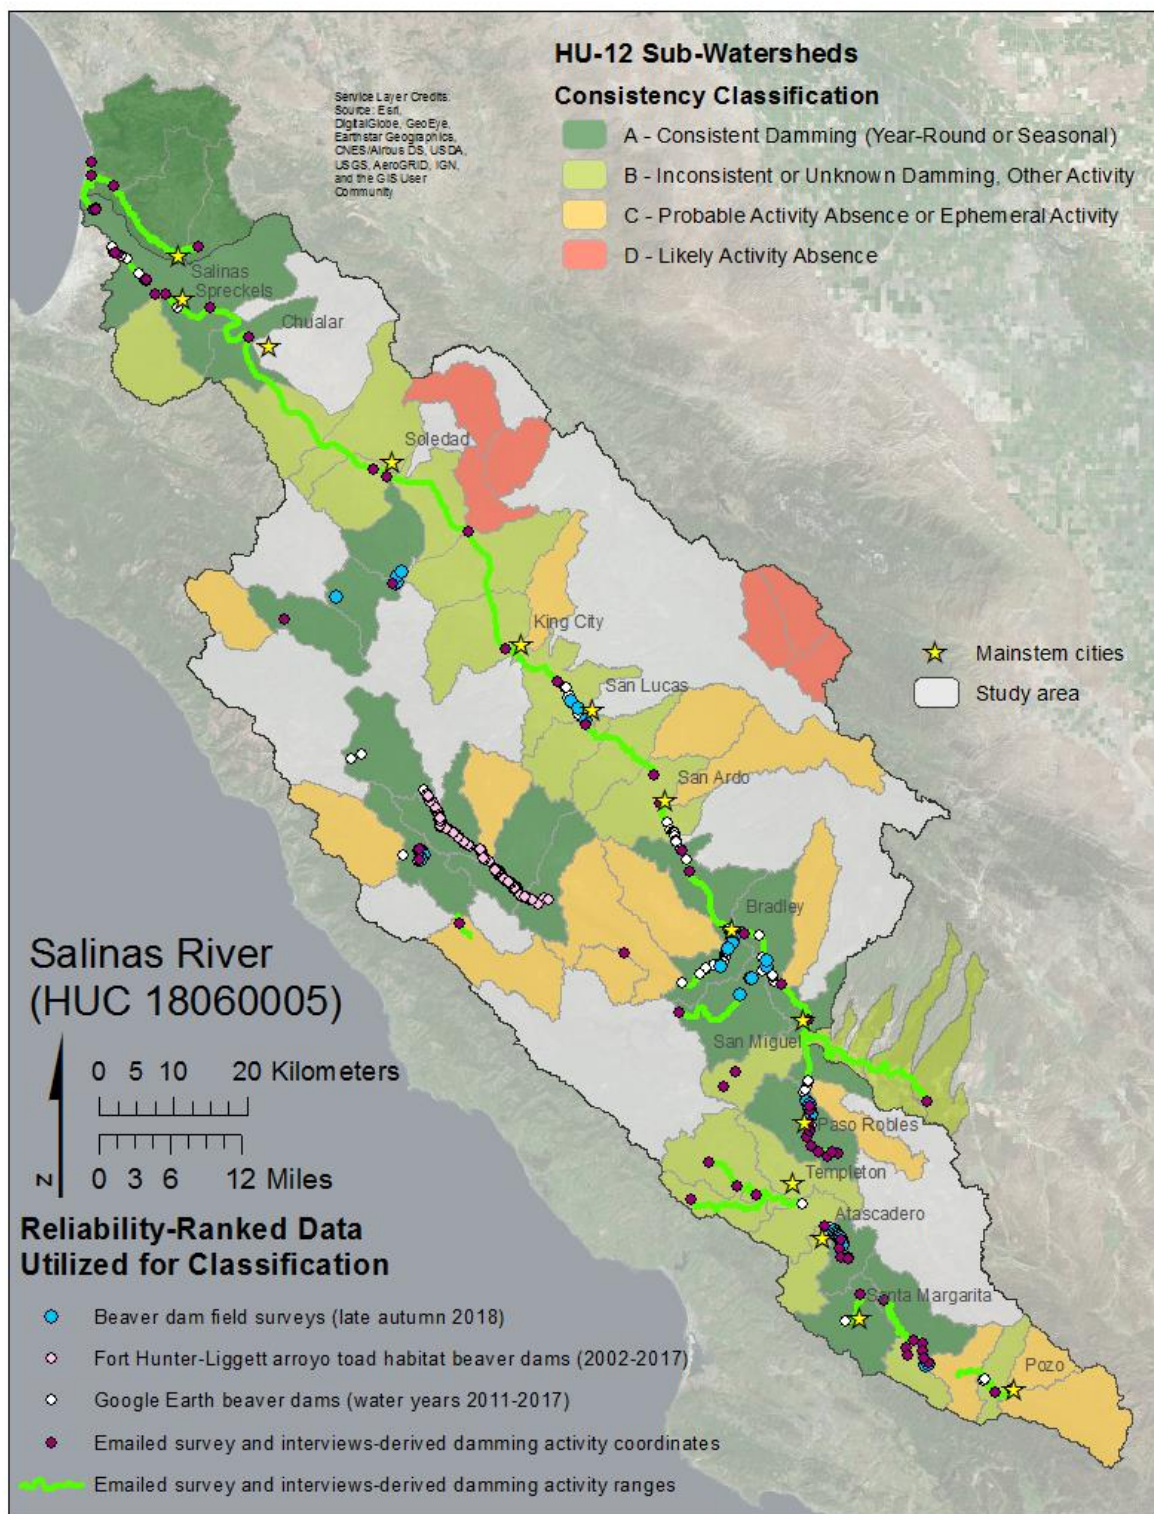 HU-12 Sub-Watersheds
Consistency Classification
A - Consistent Damming (Year-Round or Seasonal)
B - Inconsistent or Unknown Damming, Other Activity
C - Probable Activity Absence or Ephemeral Activity
D - Likely Activity Absence
Service Layer Credits:
Source: Esri,
DigitalGlobe, GeoEye,
Earthstar Geographics,
CNES/Airbus DS, USDA,
USGS, AeroGRID, IGN,
and the GIS User
Community
Salinas
Spreckels
Chualar
Soledad
King City
San Lucas
Mainstem cities
Study area
San Ardo
Bradley
San Miguel
Paso Robles
Templeton
Atascadero
Santa Margarita
Pozo
Salinas River
(HUC 18060005)
0 5 10 20 Kilometers
0 3 6 12 Miles
N
Reliability-Ranked Data
Utilized for Classification
Beaver dam field surveys (late autumn 2018)
Fort Hunter-Liggett arroyo toad habitat beaver dams (2002-2017)
Google Earth beaver dams (water years 2011-2017)
Emailed survey and interviews-derived damming activity coordinates
Emailed survey and interviews-derived damming activity ranges